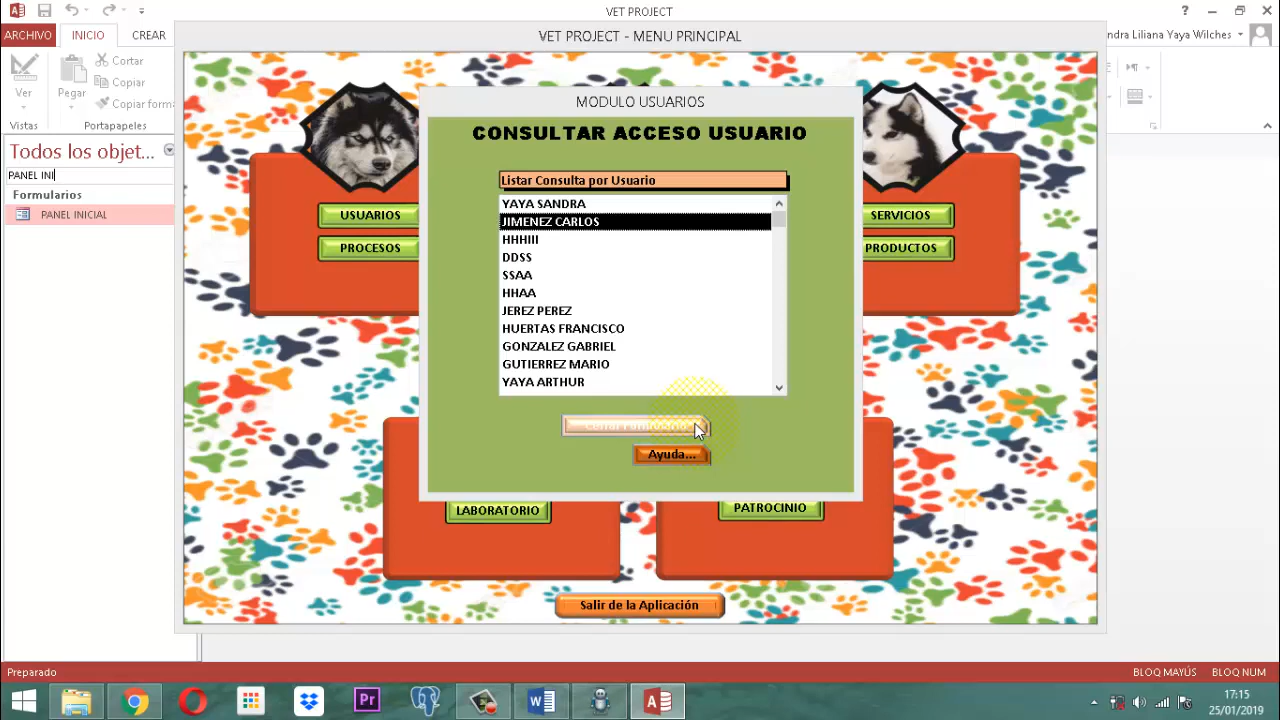 VET PROJECT
ARCHIVO
INICIO
CREAR
ndra Liliana Yaya Wilches
Ver
Pegar
Cortar
Copiar
Copiar forma
Vistas
Portapapeles
VET PROJECT - MENU PRINCIPAL
Todos los objet...
PANEL INI
Formularios
PANEL INICIAL
MODULO USUARIOS
CONSULTAR ACCESO USUARIO
Listar Consulta por Usuario
YAYA SANDRA
JIMENEZ CARLOS
HHHIII
DDSS
SSAA
HHAA
JEREZ PEREZ
HUERTAS FRANCISCO
GONZALEZ GABRIEL
GUTIERREZ MARIO
YAYA ARTHUR
Ayuda...
USUARIOS
PROCESOS
SERVICIOS
PRODUCTOS
LABORATORIO
PATROCINIO
Salir de la Aplicación
Preparado
BLOQ MAYÚS
BLOQ NUM
Pr
17:15
25/01/2019